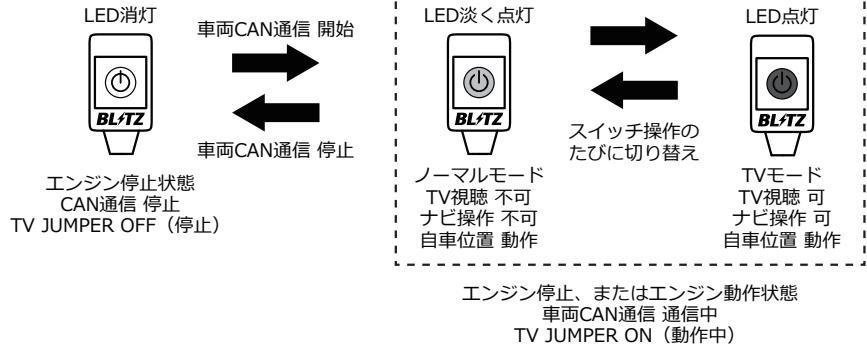 LED消灯
BLITZ
エンジン停止状態
CAN通信 停止
TV JUMPER OFF（停止）
車両CAN通信 開始
車両CAN通信 停止
LED淡く点灯
BLITZ
ノーマルモード
TV視聴 不可
ナビ操作 不可
自車位置 動作
スイッチ操作の
たびに切り替え
LED点灯
BLITZ
TVモード
TV視聴 可
ナビ操作 可
自車位置 動作
エンジン停止、またはエンジン動作状態
車両CAN通信 通信中
TV JUMPER ON（動作中）